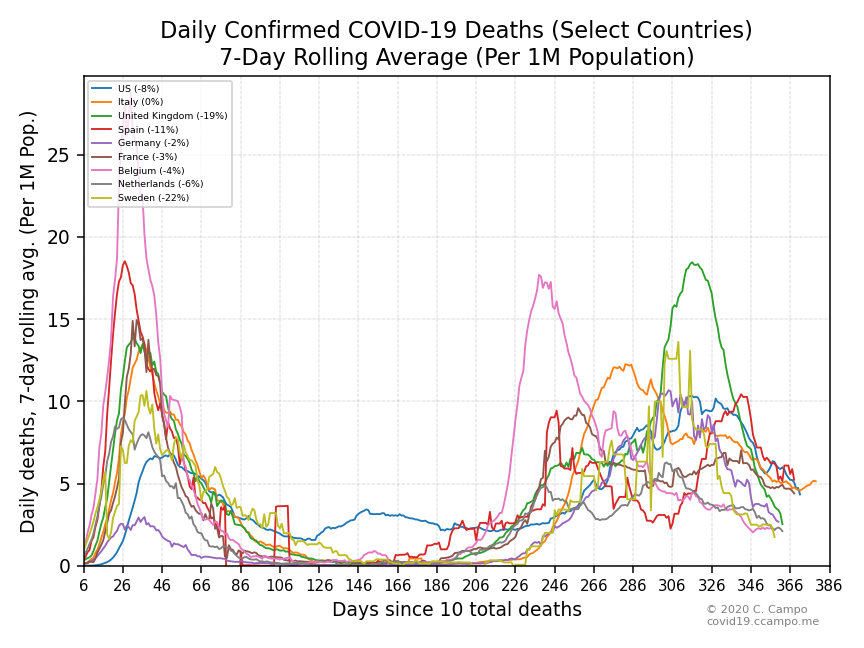 Daily Confirmed COVID-19 Deaths (Select Countries)
7-Day Rolling Average (Per 1M Population)
Daily deaths, 7-day rolling avg. (Per 1M Pop.)
US (-8%)
Italy (0%)
United Kingdom (-19%)
Spain (-11%)
Germany (-2%)
France (-3%)
Belgium (-4%)
Netherlands (-6%)
Sweden (-22%)
25
20
15
10
5
0
6 26 46 66 86 106 126 146 166 186 206 226 246 266 286 306 326 346 366 386
Days since 10 total deaths
© 2020 C. Campo
covid19.ccampo.me